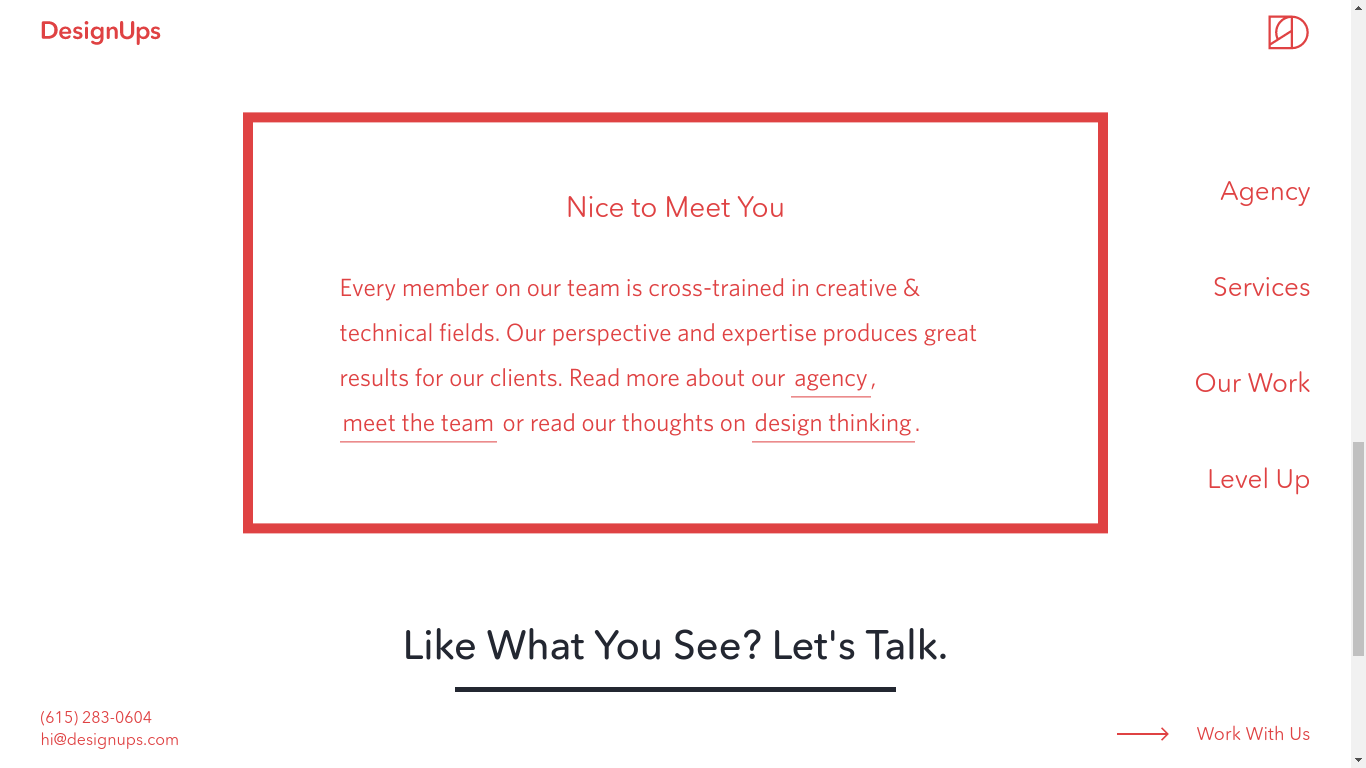 DesignUps
Nice to Meet You
Every member on our team is cross-trained in creative &
technical fields. Our perspective and expertise produces great
results for our clients. Read more about our agency,
meet the team or read our thoughts on design thinking.
Agency
Services
Our Work
Level Up
Like What You See? Let's Talk.
(615) 283-0604
hi@designups.com
Work With Us